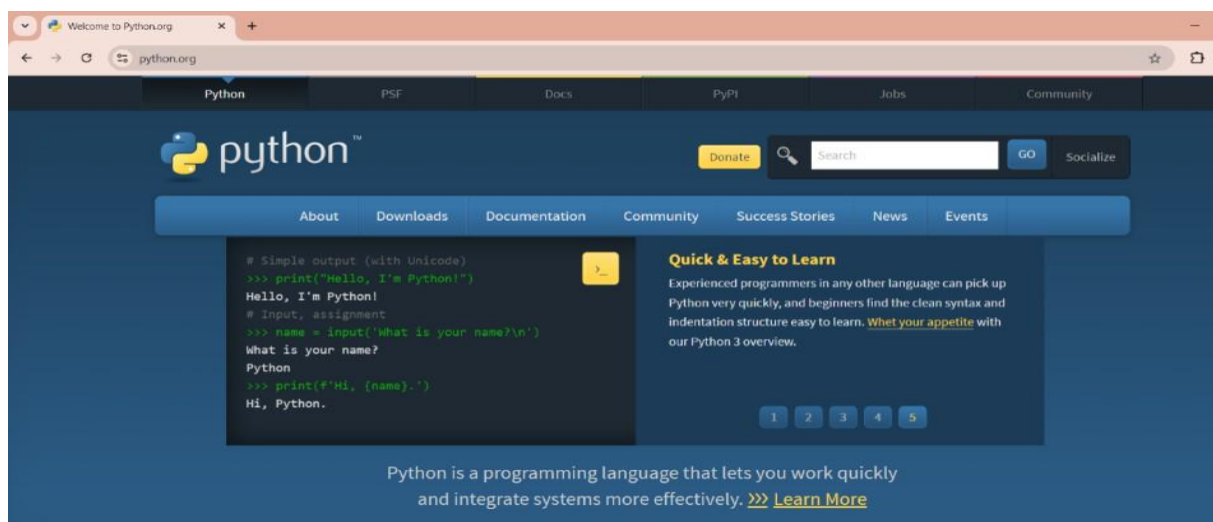 Welcome to Python.org
python.org
Python PSF Docs PyPI Jobs Community
python™
Donate Search GO Socialize
About Downloads Documentation Community Success Stories News Events
# Simple output (with Unicode)
>>> print("Hello, I'm Python!")
Hello, I'm Python!
# Input, assignment
>>> name = input('What is your name?\n')
What is your name?
Python
>>> print(f'Hi, {name}.')
Hi, Python.
>_
Quick & Easy to Learn
Experienced programmers in any other language can pick up
Python very quickly, and beginners find the clean syntax and
indentation structure easy to learn. Whet your appetite with
our Python 3 overview.
1 2 3 4 5
Python is a programming language that lets you work quickly
and integrate systems more effectively. >>> Learn More